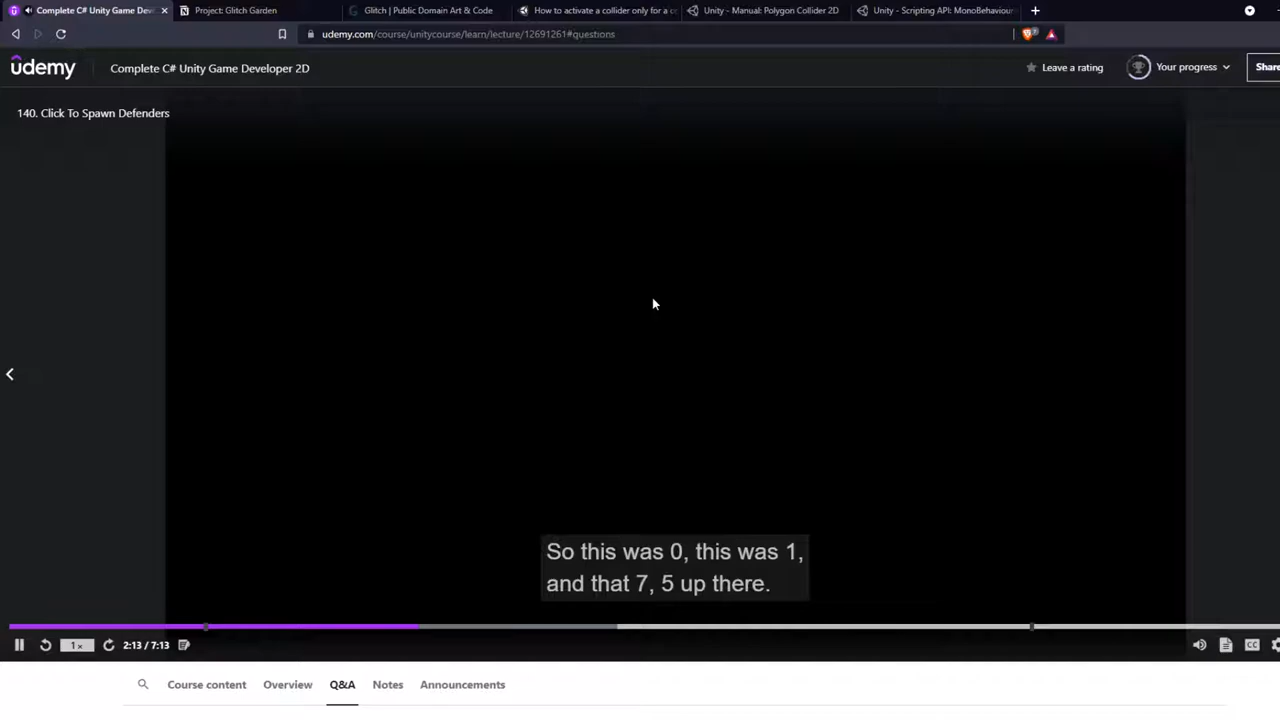 Complete C# Unity Game Dev
Project: Glitch Garden
Glitch | Public Domain Art & Code
How to activate a collider only for a c
Unity - Manual: Polygon Collider 2D
Unity - Scripting API: MonoBehaviour
udemy.com/course/unitycourse/learn/lecture/12691261#questions
udemy
Complete C# Unity Game Developer 2D
Leave a rating
Your progress
Share
140. Click To Spawn Defenders
So this was 0, this was 1,
and that 7, 5 up there.
1x
2:13 / 7:13
CC
Course content
Overview
Q&A
Notes
Announcements